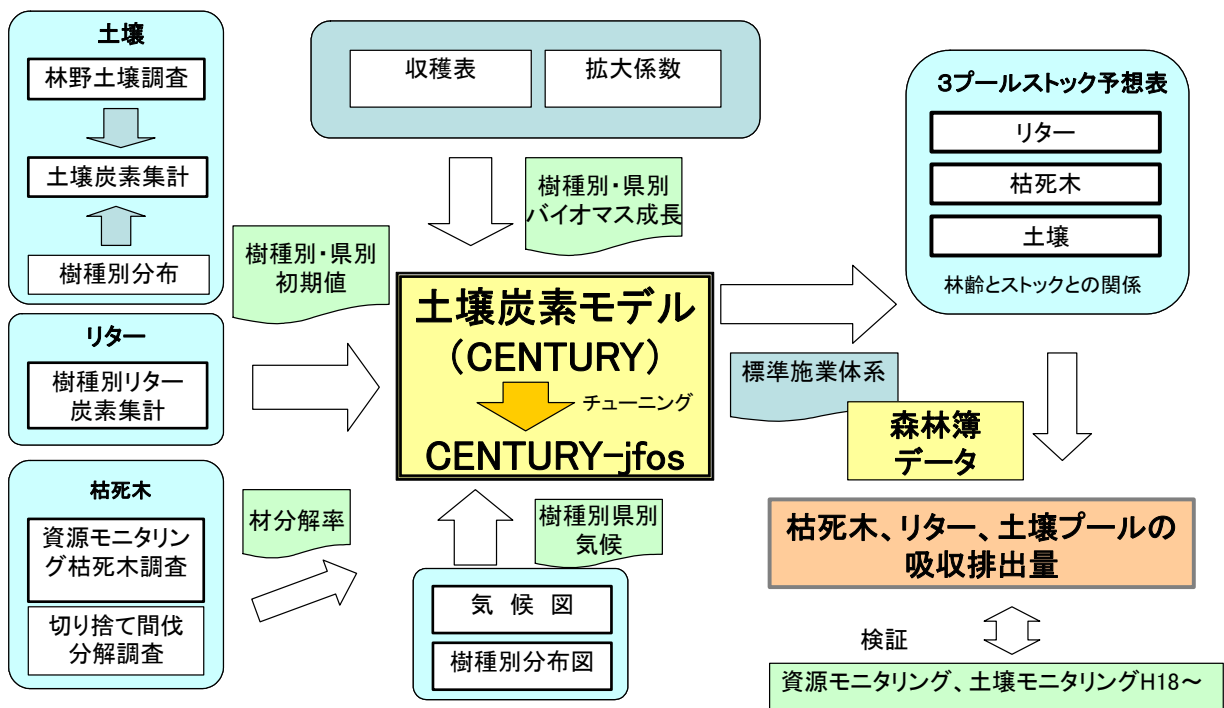 土壌
林野土壌調査
土壌炭素集計
樹種別分布
リター
樹種別リター
炭素集計
枯死木
資源モニタリン
グ枯死木調査
切り捨て間伐
分解調査
収穫表
拡大係数
樹種別・県別
バイオマス成長
樹種別・県別
初期値
土壌炭素モデル
（CENTURY）
チューニング
CENTURY-jfos
材分解率
樹種別県別
気候
気 候 図
樹種別分布図
3プールストック予想表
リター
枯死木
土壌
林齢とストックとの関係
標準施業体系
森林簿
データ
枯死木、リター、土壌プールの
吸収排出量
検証
資源モニタリング、土壌モニタリングH18～